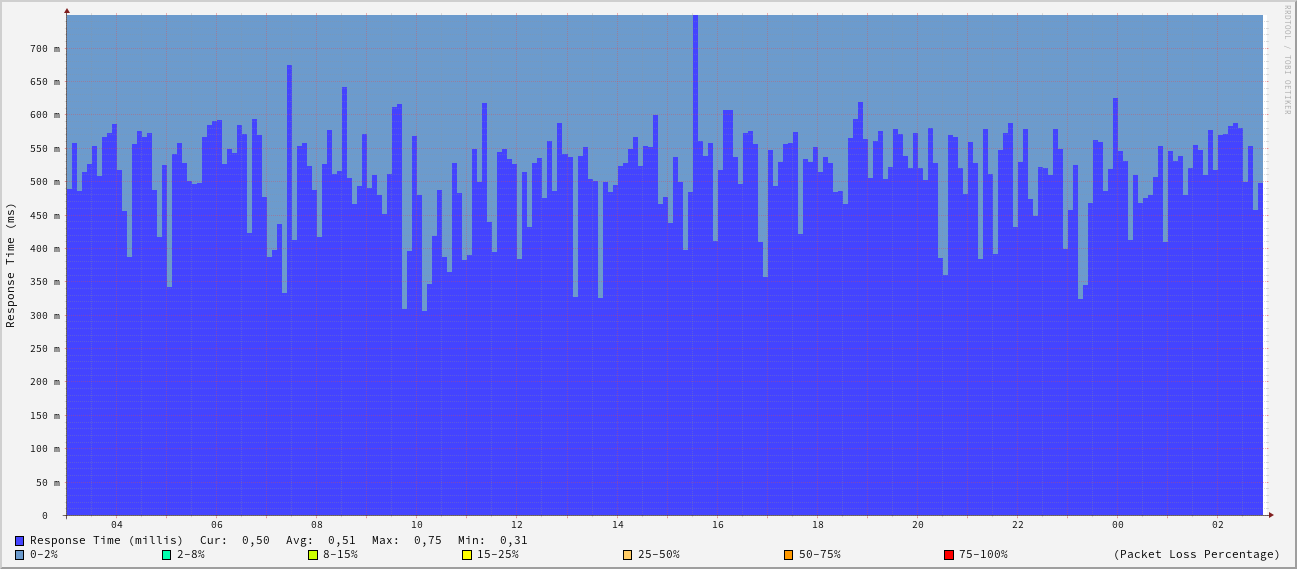 RRDTOOL / TOBI OETIKER
Response Time (ms)
700 m
650 m
600 m
550 m
500 m
450 m
400 m
350 m
300 m
250 m
200 m
150 m
100 m
50 m
0
04 06 08 10 12 14 16 18 20 22 00 02
Response Time (millis) Cur: 0,50 Avg: 0,51 Max: 0,75 Min: 0,31
0-2% 2-8% 8-15% 15-25% 25-50% 50-75% 75-100% (Packet Loss Percentage)